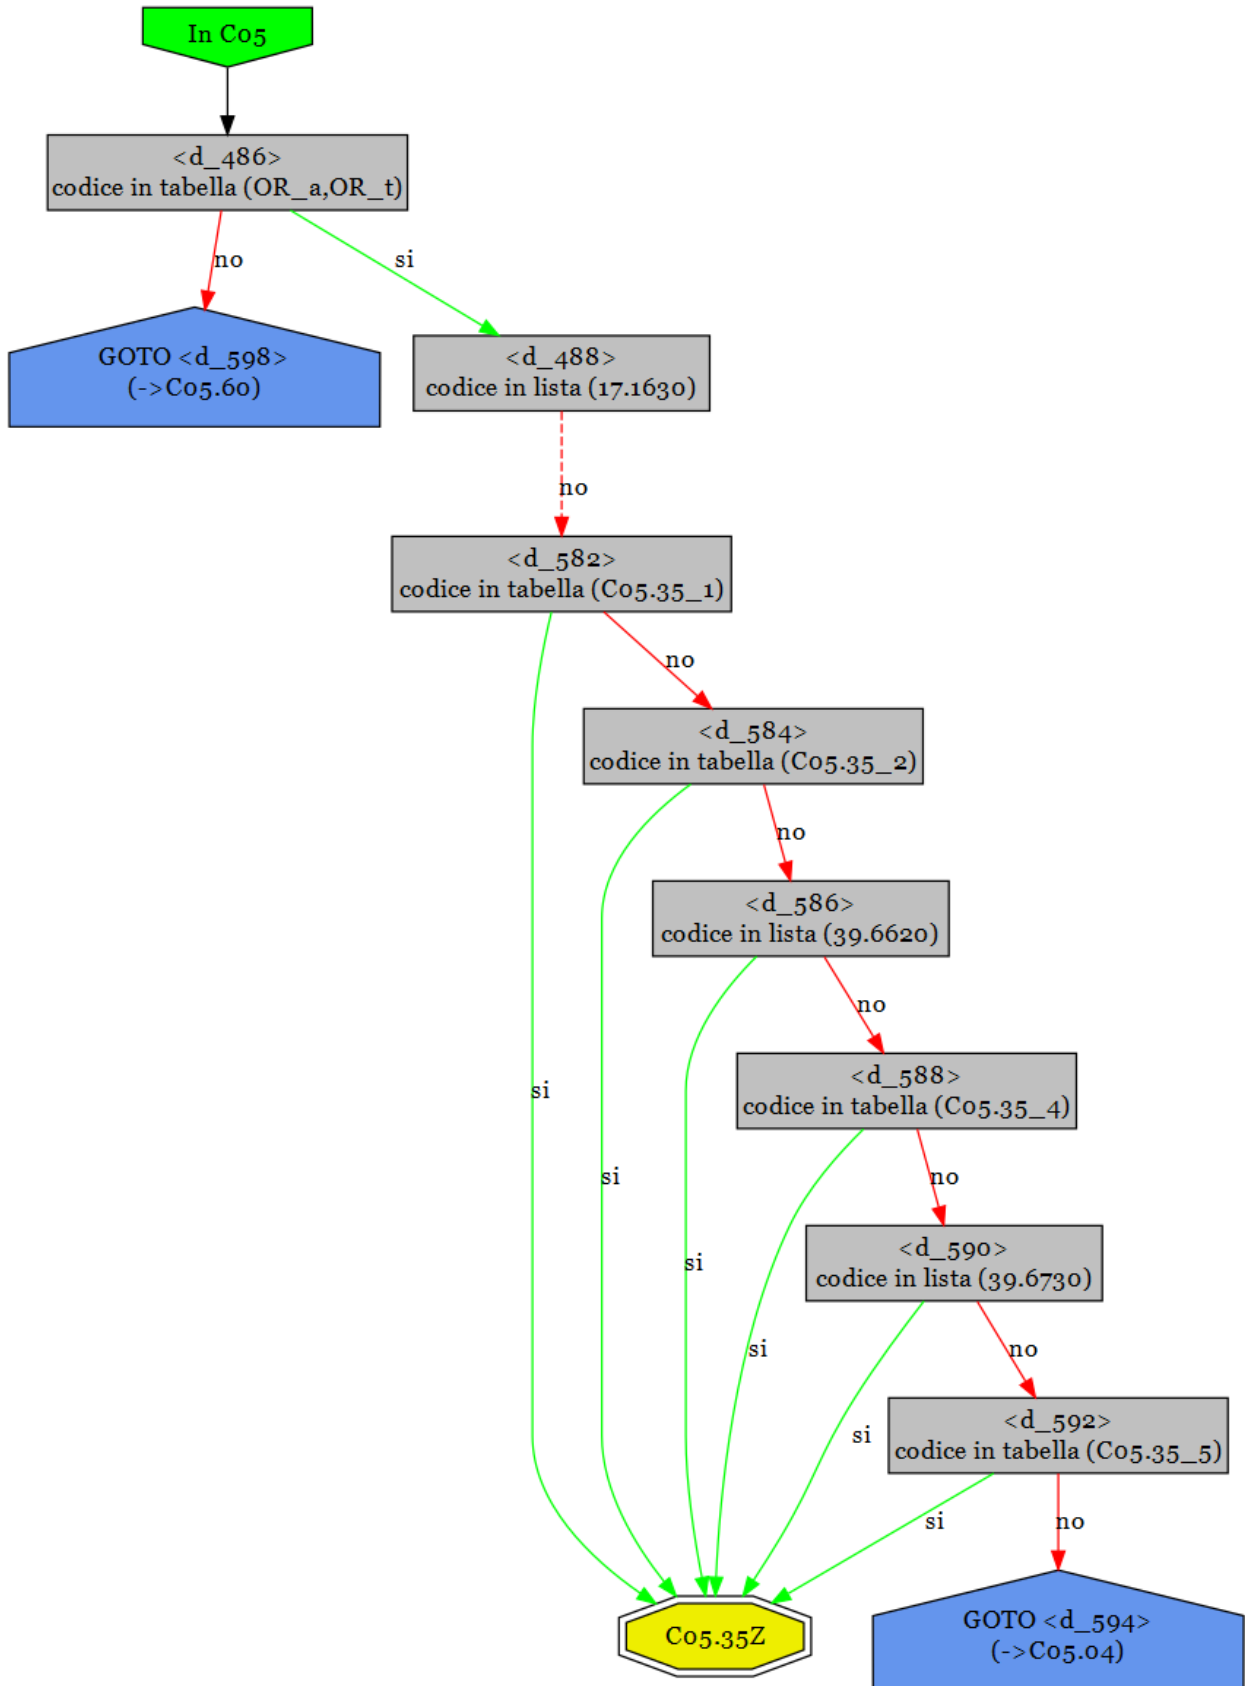 In C05
<d_486>
codice in tabella (OR_a,OR_t)
no
si
GOTO <d_598>
(->C05.60)
<d_488>
codice in lista (17.1630)
no
<d_582>
codice in tabella (C05.35_1)
no
<d_584>
codice in tabella (C05.35_2)
no
<d_586>
codice in lista (39.6620)
no
<d_588>
codice in tabella (C05.35_4)
si
si
no
<d_590>
codice in lista (39.6730)
si
si
no
<d_592>
codice in tabella (C05.35_5)
si
si
no
C05.35Z
GOTO <d_594>
(->C05.04)